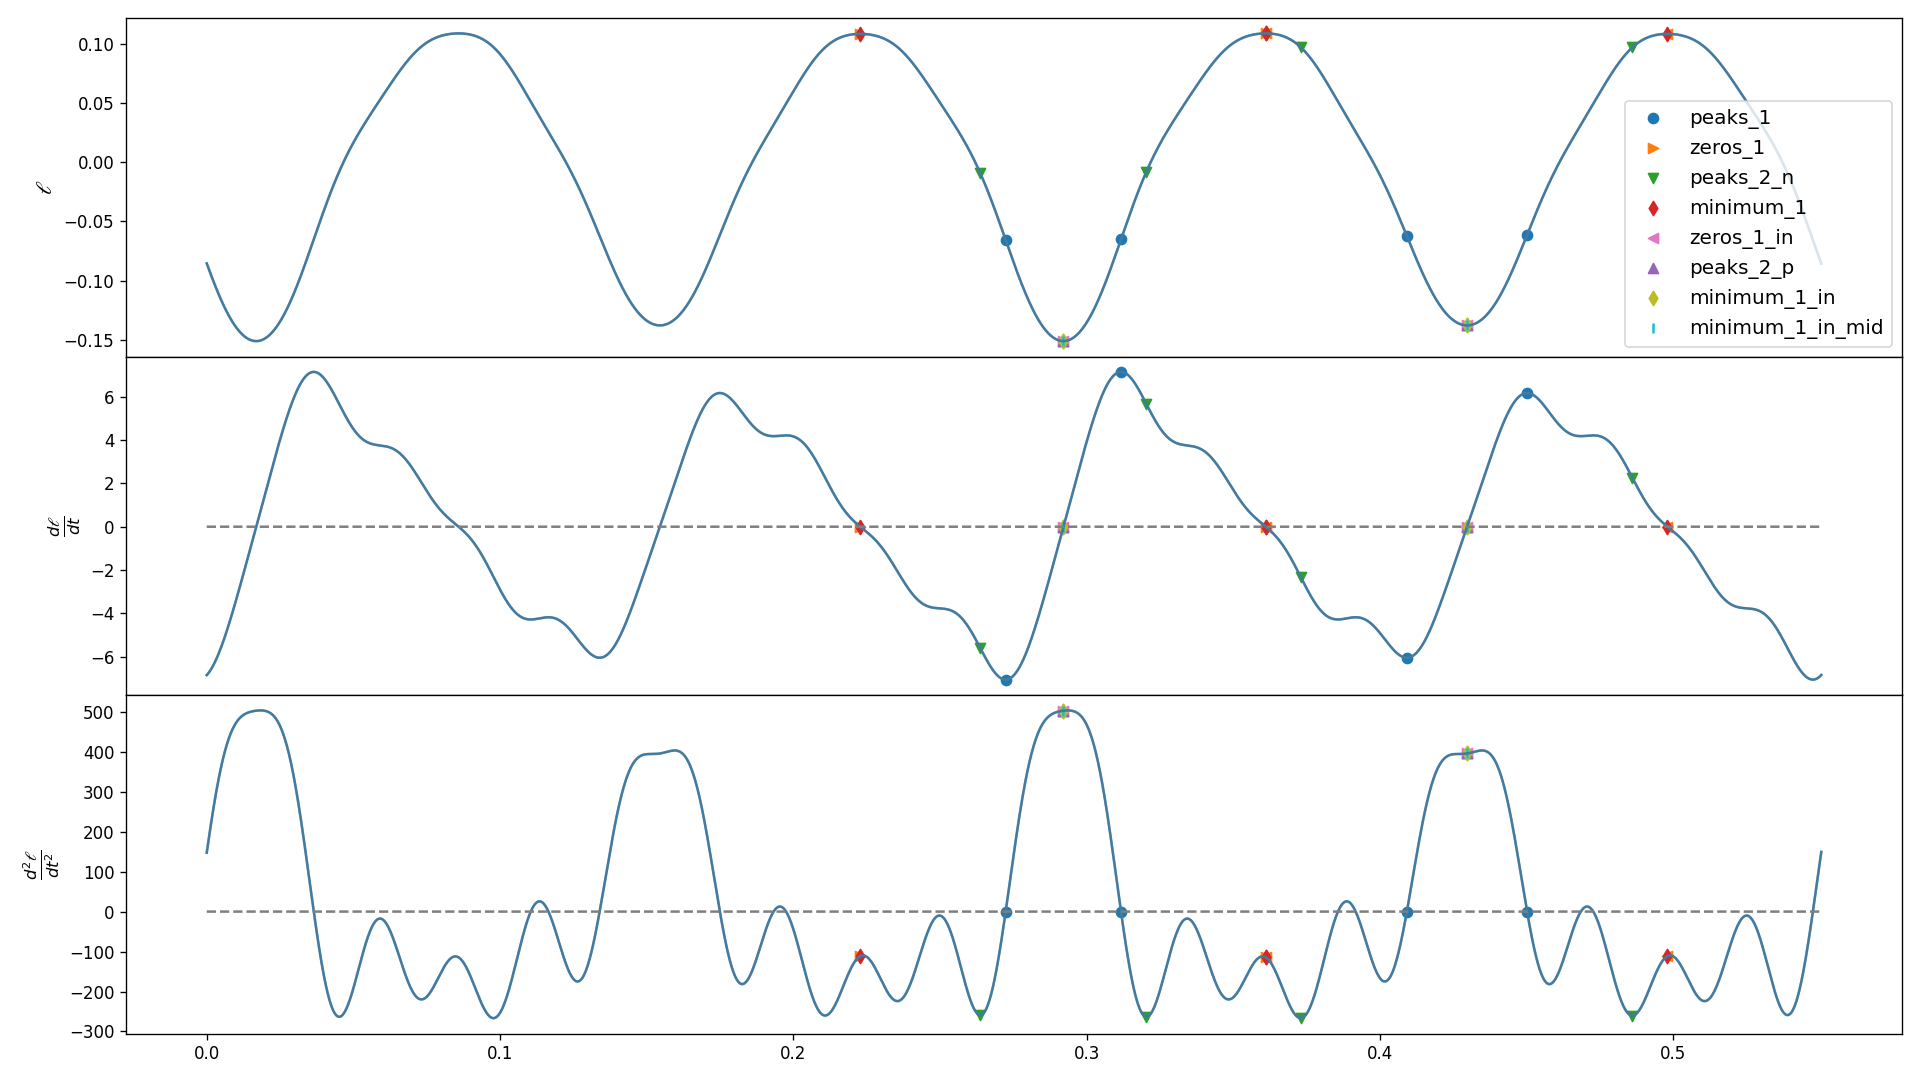 0.10
0.05
0.00
−0.05
−0.10
−0.15
ℓ
peaks_1
zeros_1
peaks_2_n
minimum_1
zeros_1_in
peaks_2_p
minimum_1_in
minimum_1_in_mid
6
4
2
0
−2
−4
−6
dℓ
dt
500
400
300
200
100
0
−100
−200
−300
d²ℓ
dt²
0.0 0.1 0.2 0.3 0.4 0.5